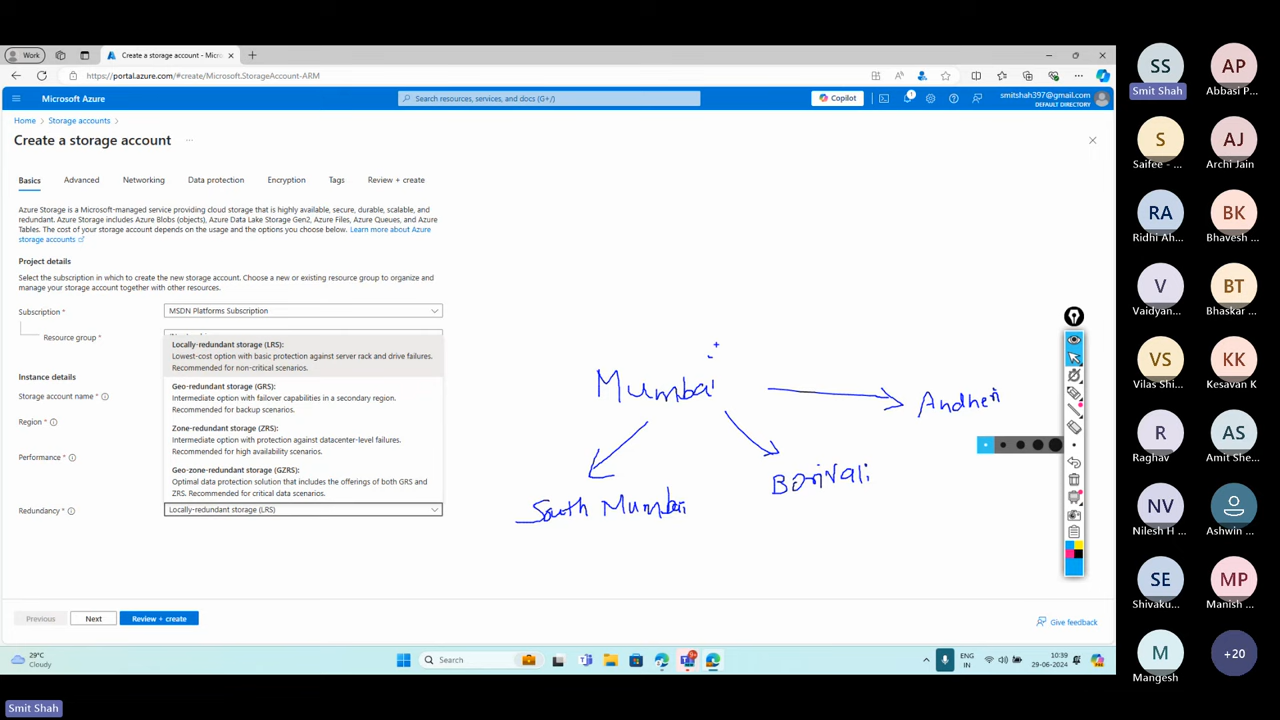 Work
Create a storage account - Micr
https://portal.azure.com/#create/Microsoft.StorageAccount-ARM
Microsoft Azure
Search resources, services, and docs (G+/)
Copilot
1
smitshah397@gmail.com
DEFAULT DIRECTORY
Home
Storage accounts
Create a storage account
Basics
Advanced
Networking
Data protection
Encryption
Tags
Review + create
Azure Storage is a Microsoft-managed service providing cloud storage that is highly available, secure, durable, scalable, and
redundant. Azure Storage includes Azure Blobs (objects), Azure Data Lake Storage Gen2, Azure Files, Azure Queues, and Azure
Tables. The cost of your storage account depends on the usage and the options you choose below. Learn more about Azure
storage accounts
Project details
Select the subscription in which to create the new storage account. Choose a new or existing resource group to organize and
manage your storage account together with other resources.
Subscription *
MSDN Platforms Subscription
Resource group *
Locally-redundant storage (LRS):
Lowest-cost option with basic protection against server rack and drive failures.
Recommended for non-critical scenarios.
Instance details
Geo-redundant storage (GRS):
Intermediate option with failover capabilities in a secondary region.
Recommended for backup scenarios.
Storage account name *
Region *
Zone-redundant storage (ZRS):
Intermediate option with protection against datacenter-level failures.
Recommended for high availability scenarios.
Performance *
Geo-zone-redundant storage (GZRS):
Optimal data protection solution that includes the offerings of both GRS and
ZRS. Recommended for critical data scenarios.
Redundancy *
Locally-redundant storage (LRS)
Mumbai
Andheri
South Mumbai
Borivali
Previous
Next
Review + create
Give feedback
29°C
Cloudy
Search
ENG
IN
10:39
29-06-2024
SS
Smit Shah
AP
Abbasi P...
S
Saifee - ...
AJ
Archi Jain
RA
Ridhi Ah...
BK
Bhavesh ...
V
Vaidyan...
BT
Bhaskar ...
VS
Vilas Shi...
KK
Kesavan K
R
Raghav
AS
Amit She...
NV
Nilesh H ...
Ashwin ...
SE
Shivaku...
MP
Manish ...
M
Mangesh
+20
Smit Shah